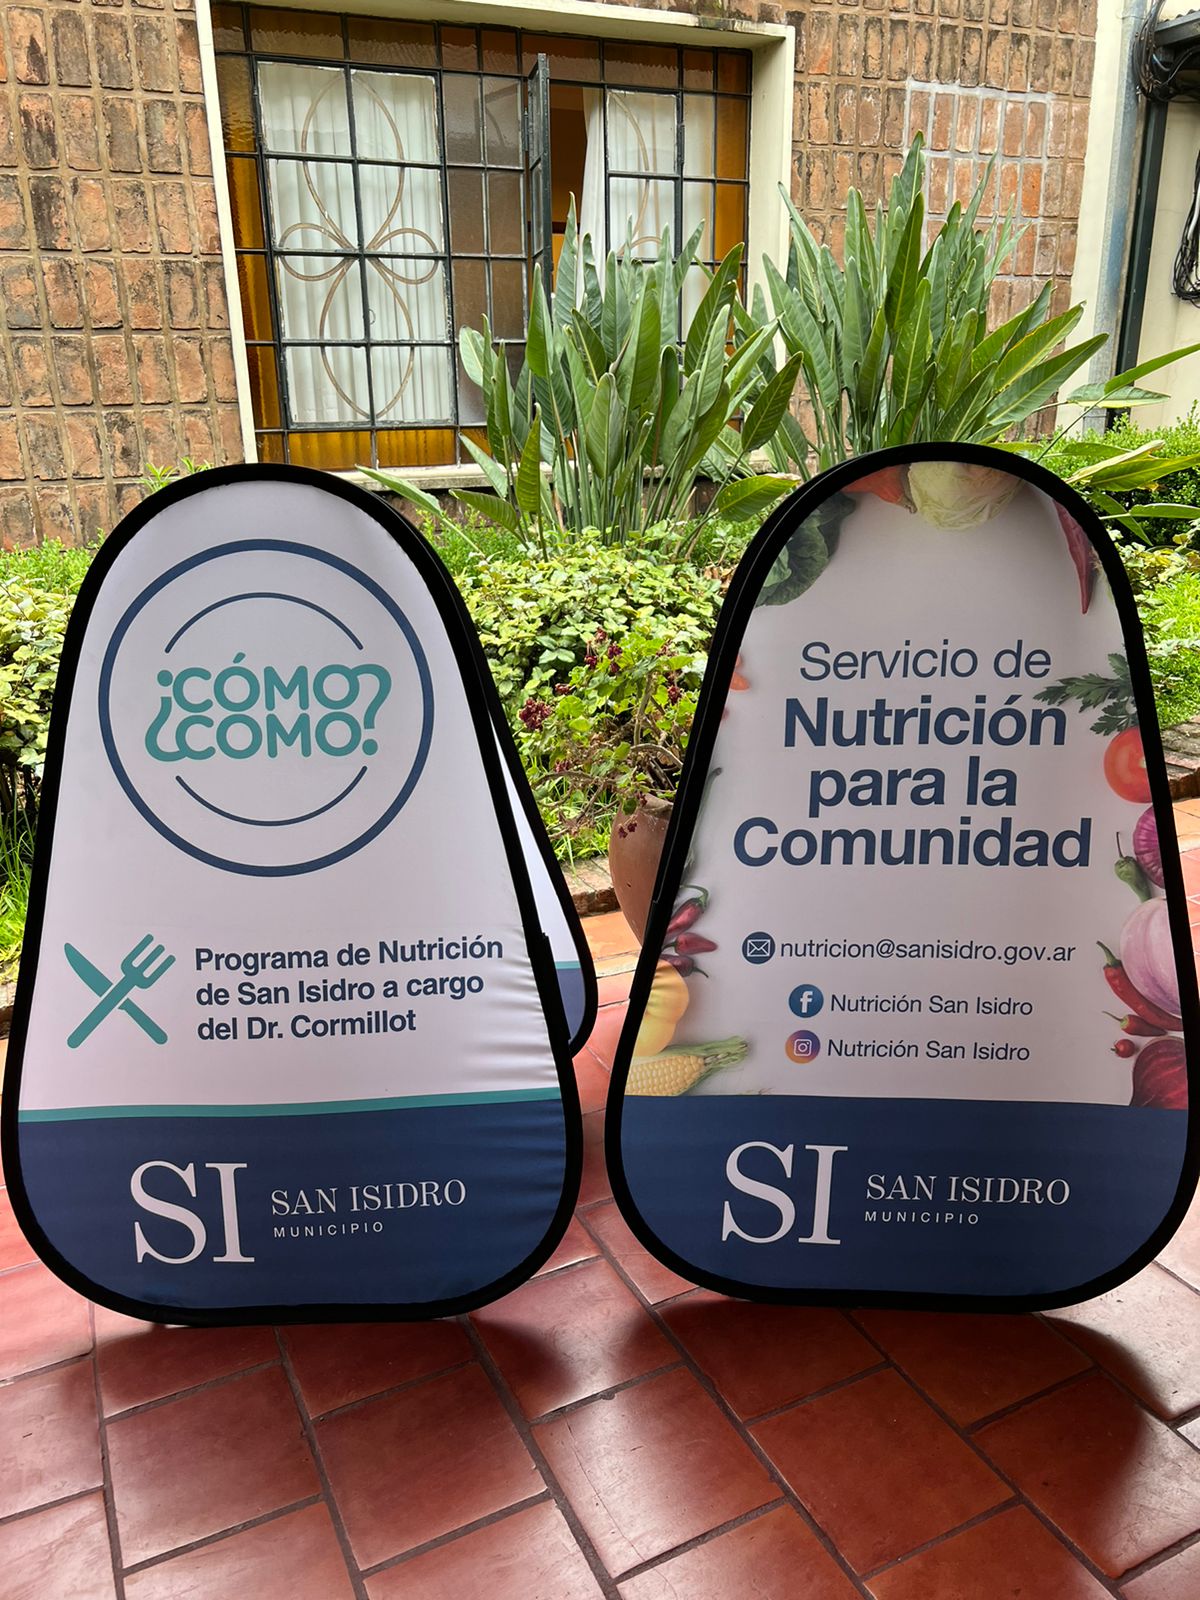 ¿CÓMO
COMO?
Programa de Nutrición
de San Isidro a cargo
del Dr. Cormillot
SI SAN ISIDRO
MUNICIPIO
Servicio de
Nutrición
para la
Comunidad
nutricion@sanisidro.gov.ar
Nutrición San Isidro
Nutrición San Isidro
SI SAN ISIDRO
MUNICIPIO